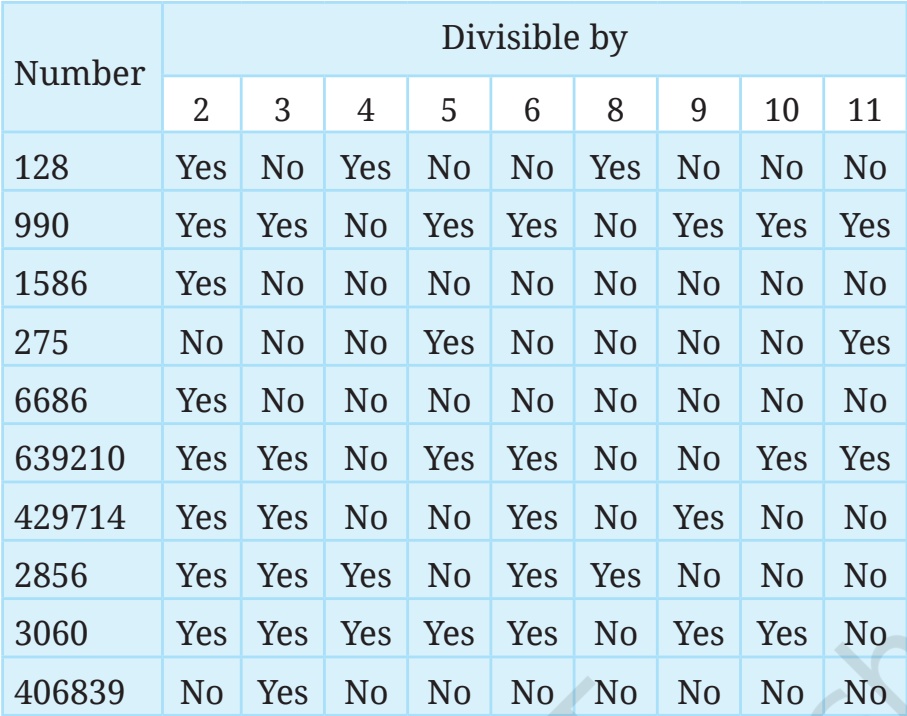 Divisible by
Number
2 3 4 5 6 8 9 10 11
128 Yes No Yes No No Yes No No No
990 Yes Yes No Yes Yes No Yes Yes Yes
1586 Yes No No No No No No No No
275 No No No Yes No No No No Yes
6686 Yes No No No No No No No No
639210 Yes Yes No Yes Yes No No Yes Yes
429714 Yes Yes No No Yes No Yes No No
2856 Yes Yes Yes No Yes Yes No No No
3060 Yes Yes Yes Yes Yes No Yes Yes No
406839 No Yes No No No No No No No